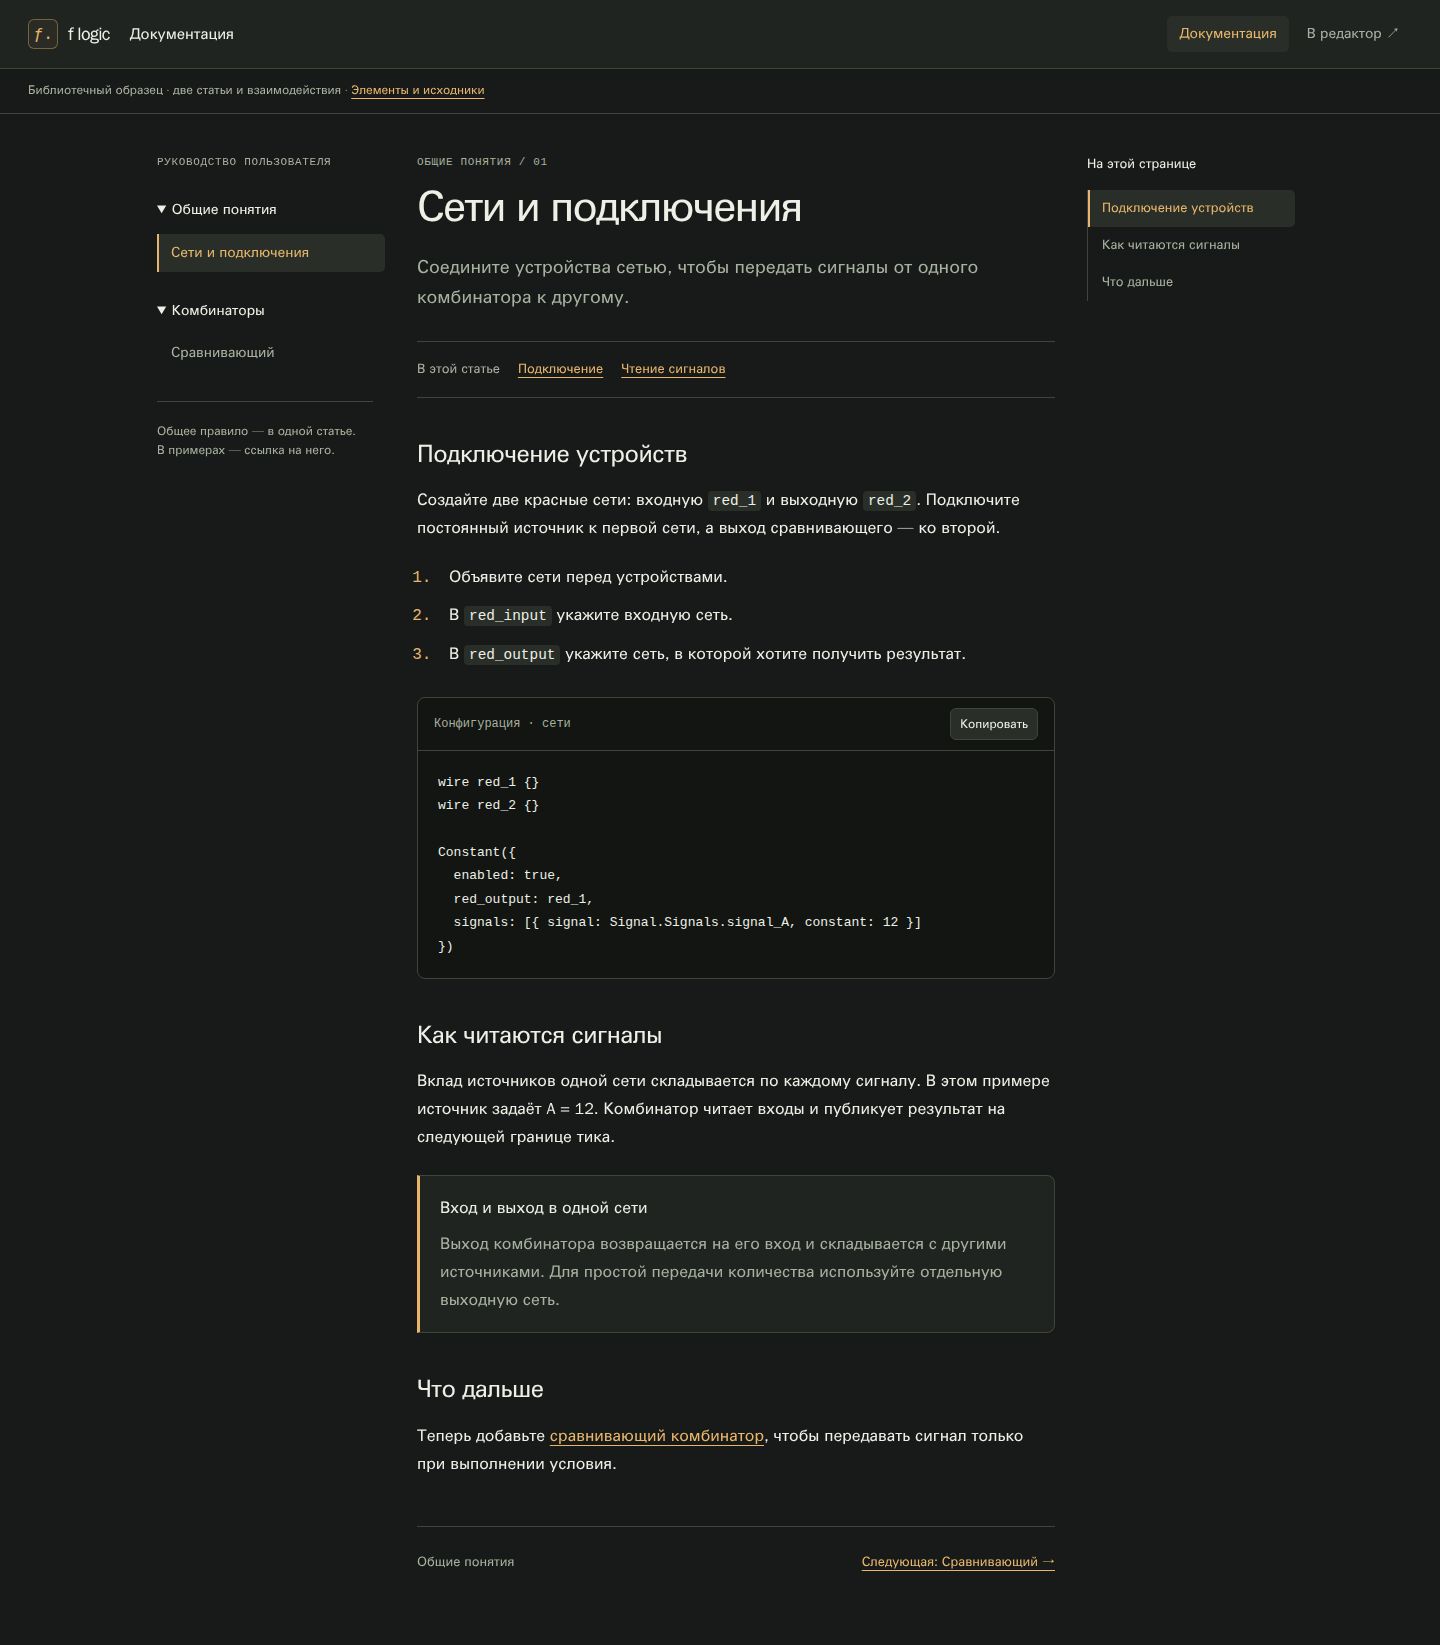 ƒ. f logic Документация
Документация В редактор ↗
Библиотечный образец · две статьи и взаимодействия · Элементы и исходники
РУКОВОДСТВО ПОЛЬЗОВАТЕЛЯ
▼ Общие понятия
Сети и подключения
▼ Комбинаторы
Сравнивающий
Общее правило — в одной статье.
В примерах — ссылка на него.
ОБЩИЕ ПОНЯТИЯ / 01
Сети и подключения
Соедините устройства сетью, чтобы передать сигналы от одного
комбинатора к другому.
В этой статье Подключение Чтение сигналов
Подключение устройств
Создайте две красные сети: входную red_1 и выходную red_2. Подключите
постоянный источник к первой сети, а выход сравнивающего — ко второй.
1. Объявите сети перед устройствами.
2. В red_input укажите входную сеть.
3. В red_output укажите сеть, в которой хотите получить результат.
Конфигурация · сети Копировать
wire red_1 {}
wire red_2 {}
Constant({
  enabled: true,
  red_output: red_1,
  signals: [{ signal: Signal.Signals.signal_A, constant: 12 }]
})
Как читаются сигналы
Вклад источников одной сети складывается по каждому сигналу. В этом примере
источник задаёт A = 12. Комбинатор читает входы и публикует результат на
следующей границе тика.
Вход и выход в одной сети
Выход комбинатора возвращается на его вход и складывается с другими
источниками. Для простой передачи количества используйте отдельную
выходную сеть.
Что дальше
Теперь добавьте сравнивающий комбинатор, чтобы передавать сигнал только
при выполнении условия.
Общие понятия Следующая: Сравнивающий →
На этой странице
Подключение устройств
Как читаются сигналы
Что дальше